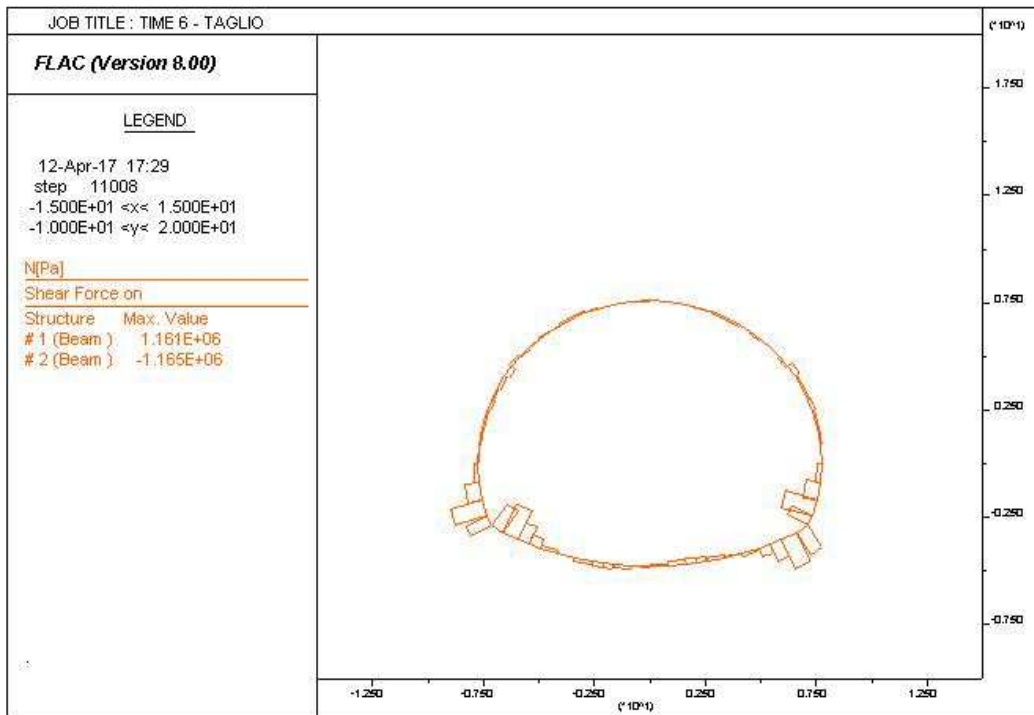 JOB TITLE : TIME 6 - TAGLIO
(*10^1)
FLAC (Version 8.00)
LEGEND
12-Apr-17 17:29
step 11008
-1.500E+01 <x< 1.500E+01
-1.000E+01 <y< 2.000E+01
N[Pa]
Shear Force on
Structure Max. Value
# 1 (Beam ) 1.161E+06
# 2 (Beam ) -1.165E+06
1.750
1.250
0.750
0.250
-0.250
-0.750
-1.250 -0.750 -0.250 0.250 0.750 1.250
(*10^1)